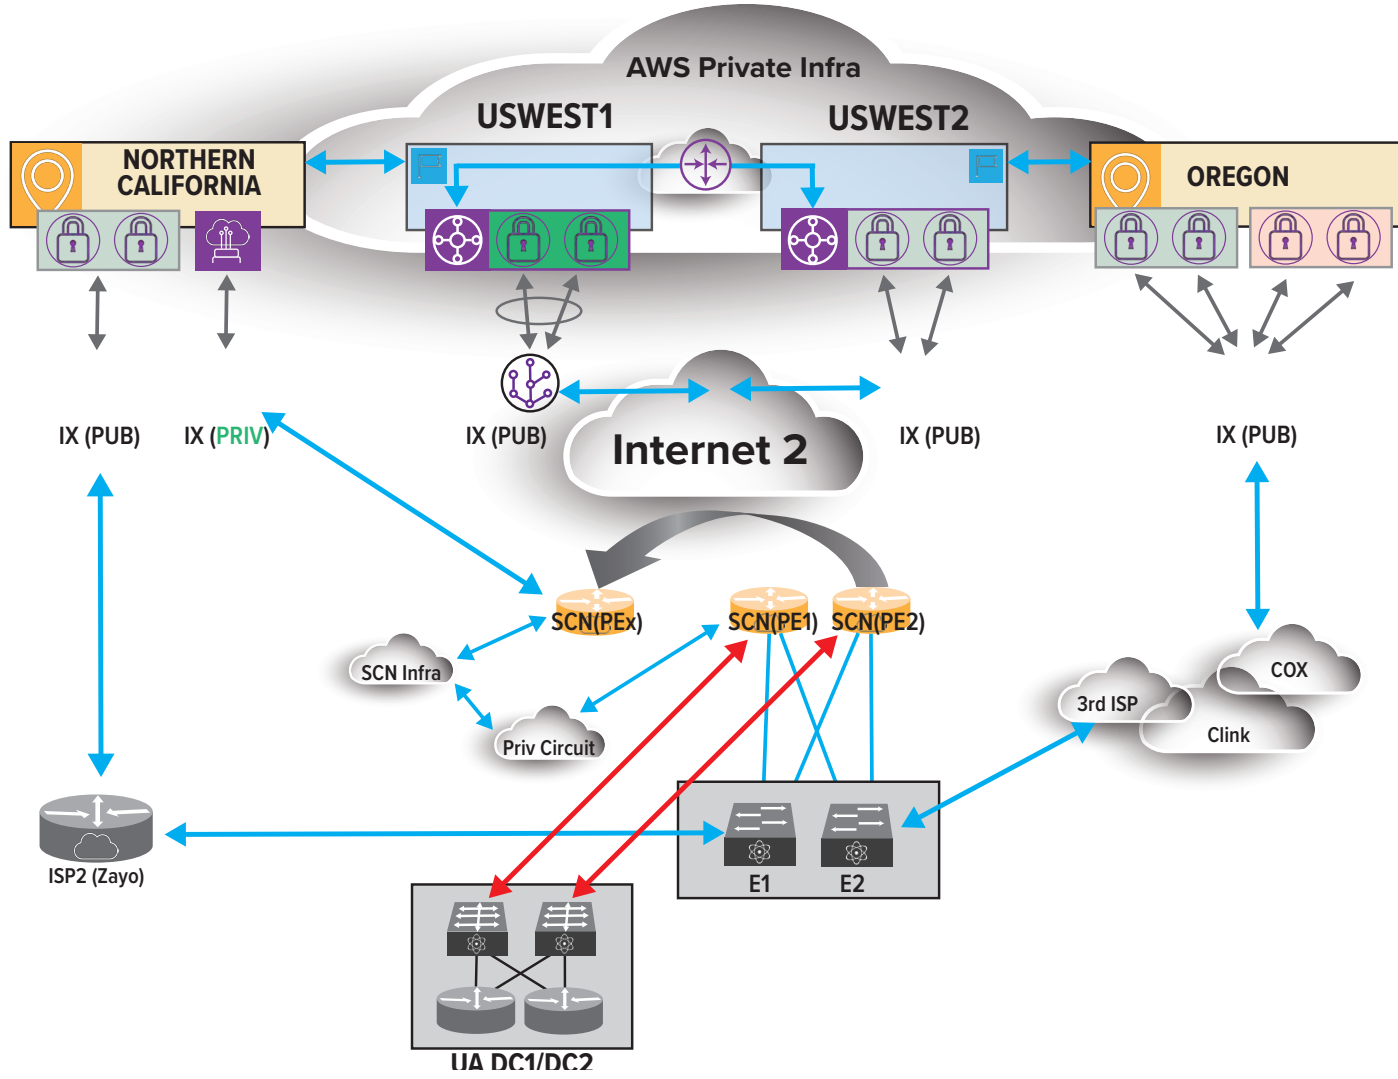 AWS Private Infra
USWEST1
USWEST2
NORTHERN
CALIFORNIA
OREGON
IX (PUB)
IX (PRIV)
IX (PUB)
IX (PUB)
IX (PUB)
Internet 2
SCN(PEx)
SCN(PE1)
SCN(PE2)
SCN Infra
Priv Circuit
COX
3rd ISP
Clink
ISP2 (Zayo)
E1
E2
UA DC1/DC2